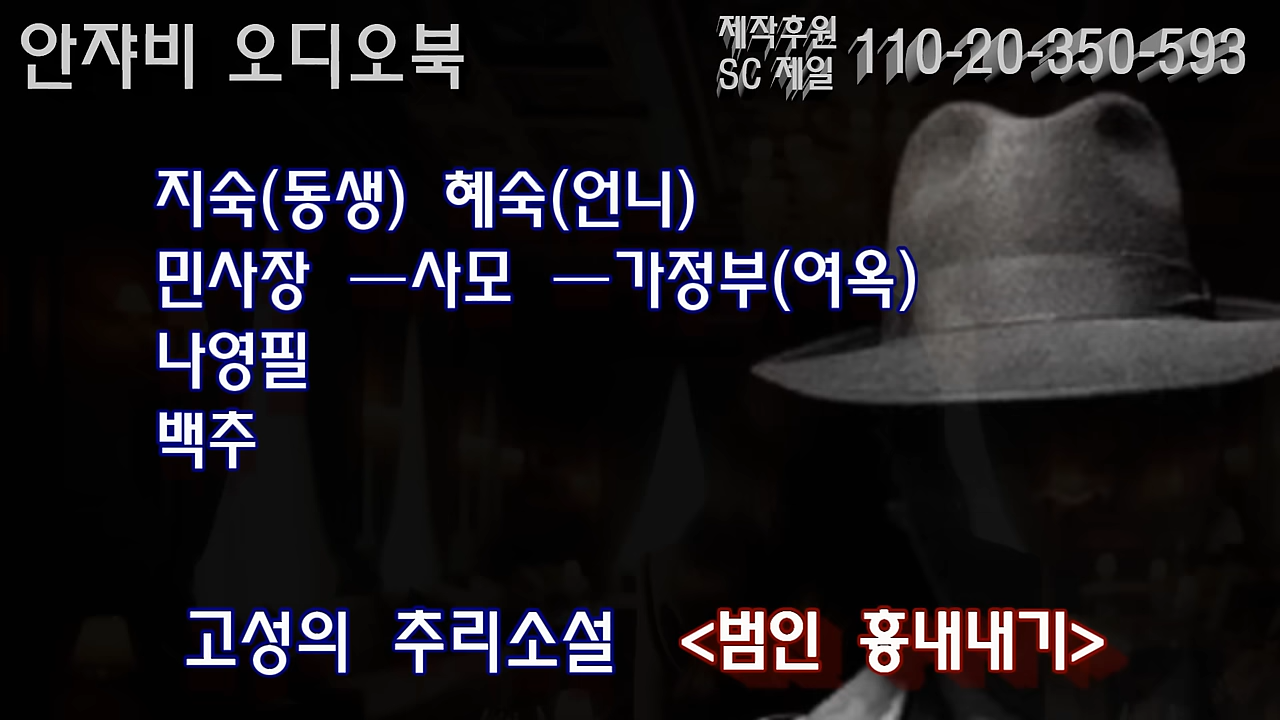 안쟈비 오디오북
제작후원
SC 제일
110-20-350-593
지숙(동생) 혜숙(언니)
민사장 —사모 —가정부(여옥)
나영필
백추
고성의 추리소설 <범인 흉내내기>